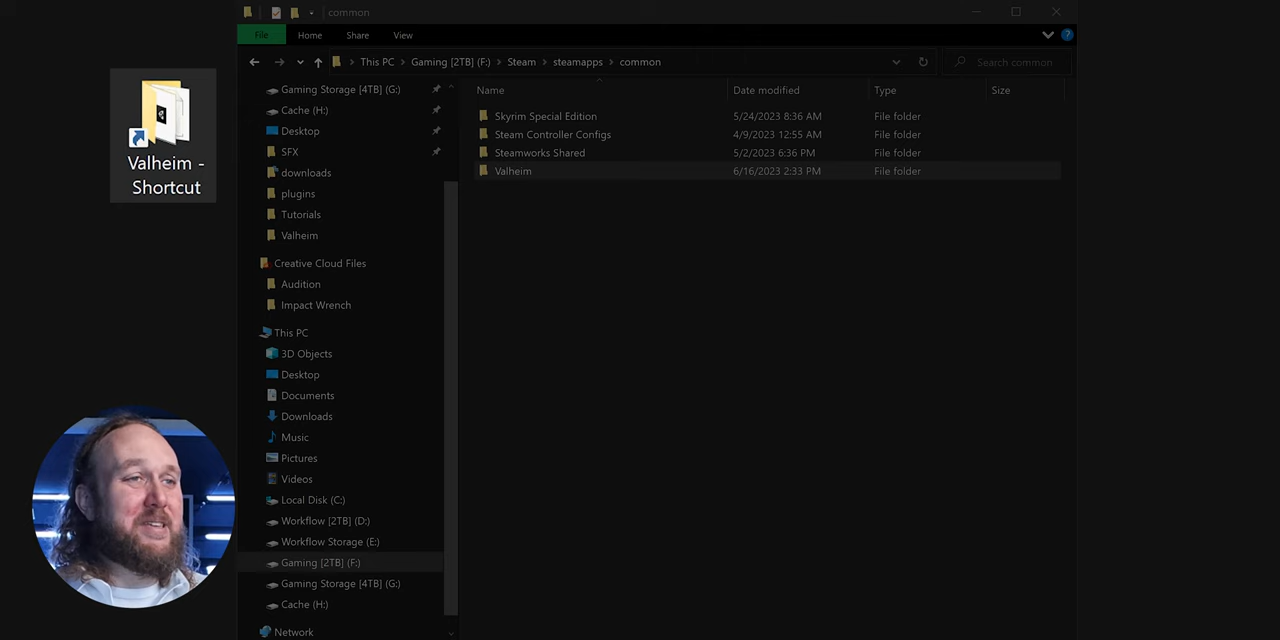 common
File
Home
Share
View
This PC
Gaming [2TB] (F:)
Steam
steamapps
common
Search common
Valheim -
Shortcut
Gaming Storage [4TB] (G:)
Cache (H:)
Desktop
SFX
downloads
plugins
Tutorials
Valheim
Creative Cloud Files
Audition
Impact Wrench
This PC
3D Objects
Desktop
Documents
Downloads
Music
Pictures
Videos
Local Disk (C:)
Workflow [2TB] (D:)
Workflow Storage (E:)
Gaming [2TB] (F:)
Gaming Storage [4TB] (G:)
Cache (H:)
Network
Name Date modified Type Size
Skyrim Special Edition 5/24/2023 8:36 AM File folder
Steam Controller Configs 4/9/2023 12:55 AM File folder
Steamworks Shared 5/2/2023 6:36 PM File folder
Valheim 6/16/2023 2:33 PM File folder